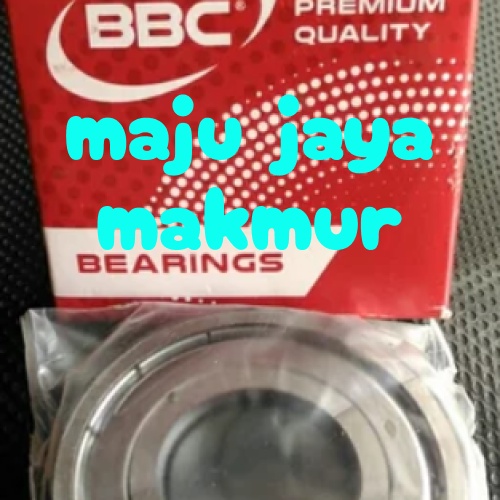 BBC®
PREMIUM
QUALITY
maju jaya
makmur
BEARINGS